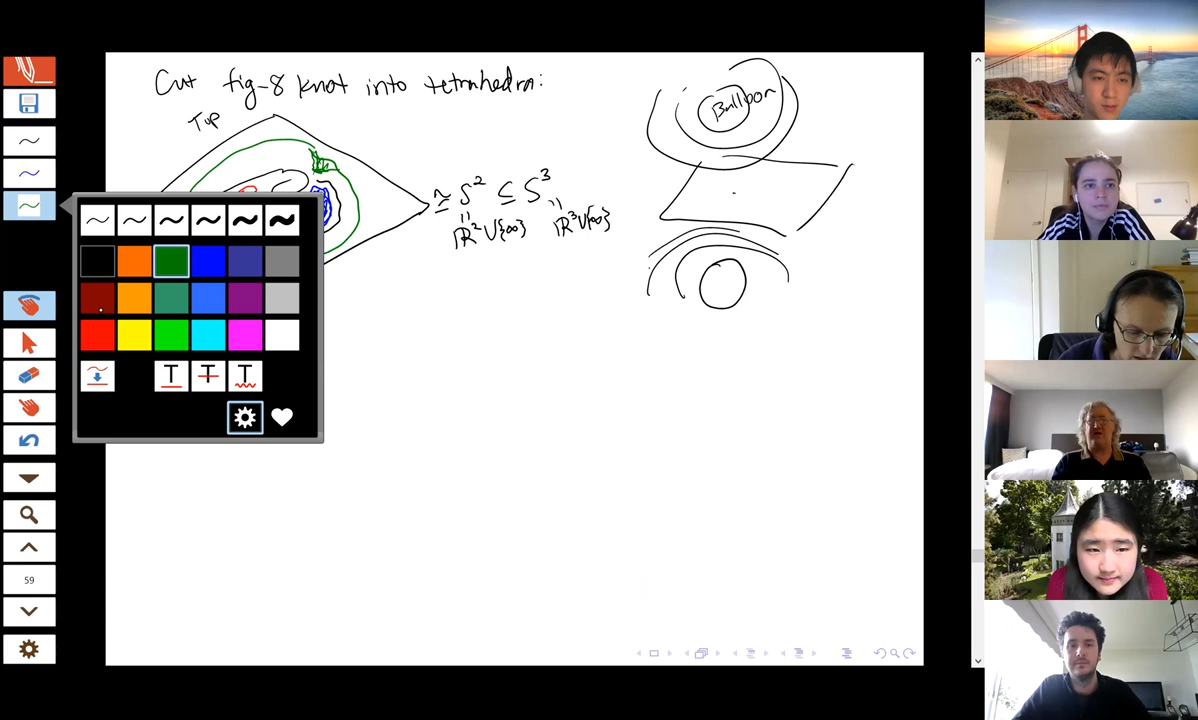 Cut fig-8 knot into tetrahedra:
Top
≅ S² ⊆ S³
ℝ² ∪ {∞}
ℝ³ ∪ {∞}
Balloon
T T T
59